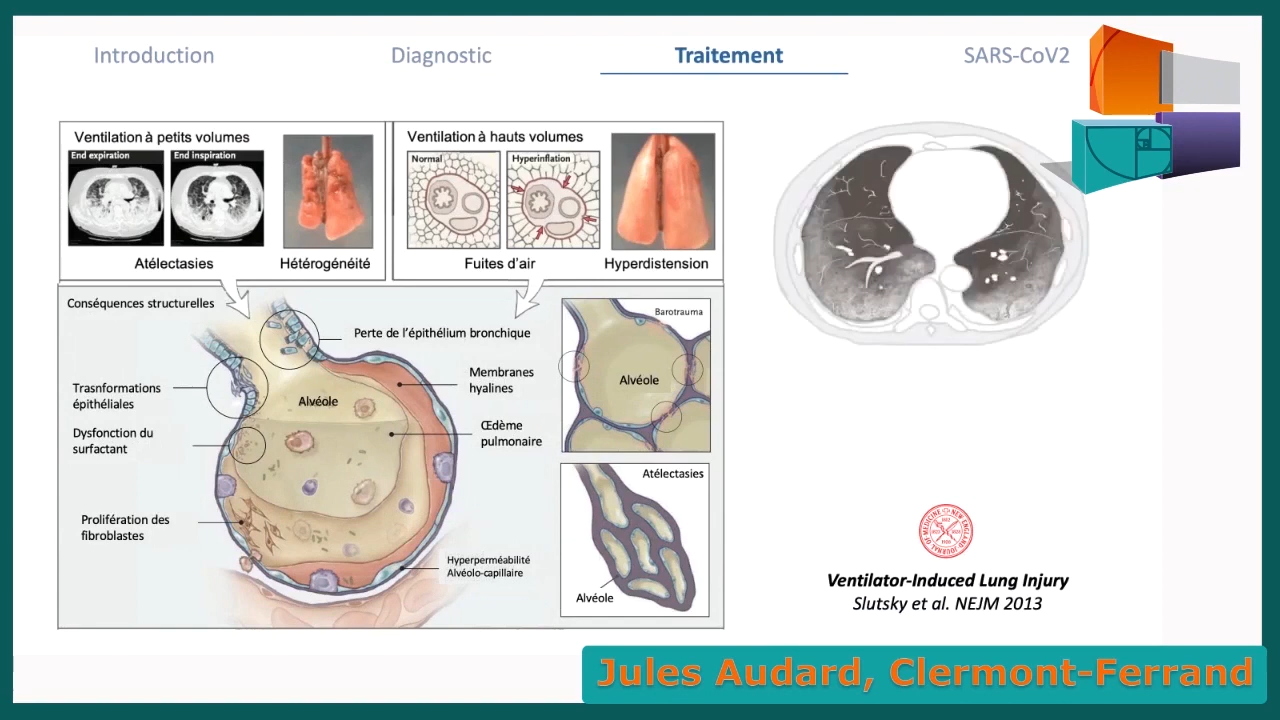 Introduction
Diagnostic
Traitement
SARS-CoV2
Ventilation à petits volumes
End expiration
End inspiration
Atélectasies
Hétérogénéité
Ventilation à hauts volumes
Normal
Hyperinflation
Fuites d'air
Hyperdistension
Conséquences structurelles
Perte de l'épithélium bronchique
Trasnformations
épithéliales
Dysfonction du
surfactant
Prolifération des
fibroblastes
Alvéole
Membranes
hyalines
Œdème
pulmonaire
Hyperperméabilité
Alvéolo-capillaire
Barotrauma
Alvéole
Atélectasies
Alvéole
Ventilator-Induced Lung Injury
Slutsky et al. NEJM 2013
Jules Audard, Clermont-Ferrand